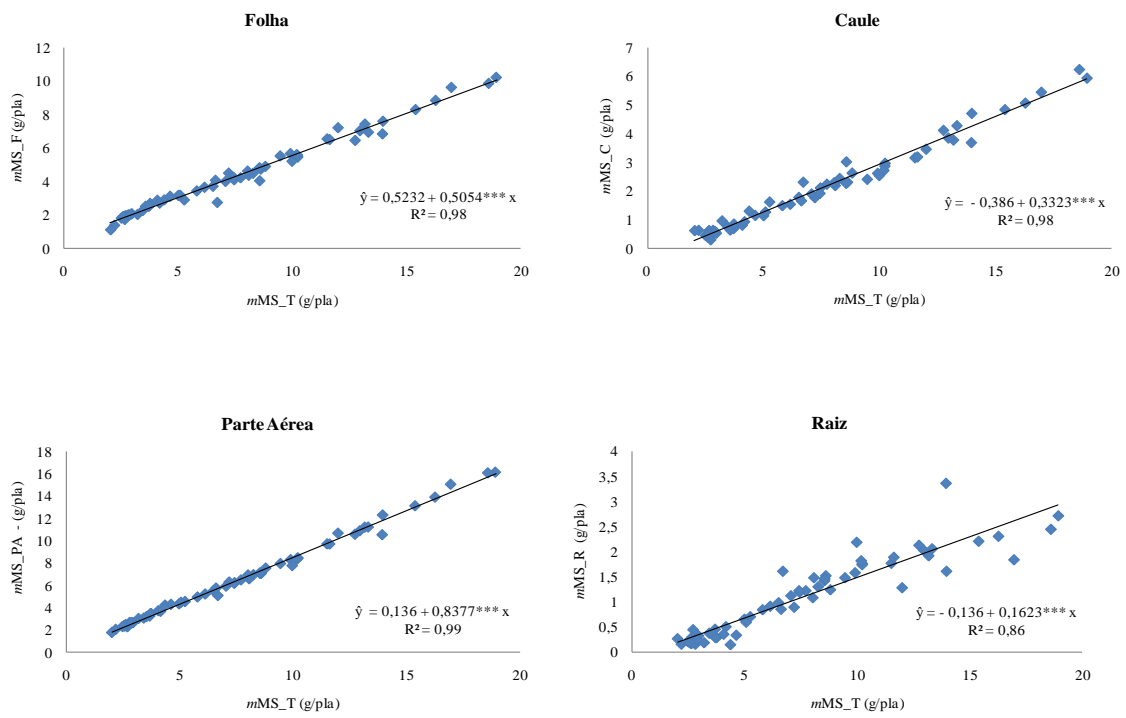 Folha
12
10
8
6
4
2
0
0 5 10 15 20
mMS_F (g/pla)
mMS_T (g/pla)
ŷ = 0,5232 + 0,5054*** x
R² = 0,98
Caule
7
6
5
4
3
2
1
0
0 5 10 15 20
mMS_C (g/pla)
mMS_T (g/pla)
ŷ = - 0,386 + 0,3323*** x
R² = 0,98
Parte Aérea
18
16
14
12
10
8
6
4
2
0
0 5 10 15 20
mMS_PA - (g/pla)
mMS_T (g/pla)
ŷ = 0,136 + 0,8377*** x
R² = 0,99
Raiz
4
3,5
3
2,5
2
1,5
1
0,5
0
0 5 10 15 20
mMS_R (g/pla)
mMS_T (g/pla)
ŷ = - 0,136 + 0,1623*** x
R² = 0,86